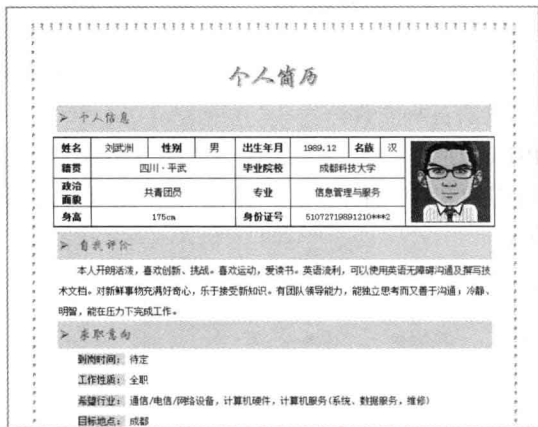 个人简历
➢ 个人信息
姓名 刘武洲 性别 男 出生年月 1989.12 名族 汉
籍贯 四川·平武 毕业院校 成都科技大学
政治面貌 共青团员 专业 信息管理与服务
身高 175cm 身份证号 51072719891210***2
➢ 自我评价
本人开朗活泼，喜欢创新、挑战。喜欢运动，爱读书。英语流利，可以使用英语无障碍沟通及撰写技
术文档。对新鲜事物充满好奇心，乐于接受新知识。有团队领导能力，能独立思考而又善于沟通；冷静、
明智，能在压力下完成工作。
➢ 求职意向
到岗时间：待定
工作性质：全职
希望行业：通信/电信/网络设备，计算机硬件，计算机服务(系统、数据服务，维修)
目标地点：成都